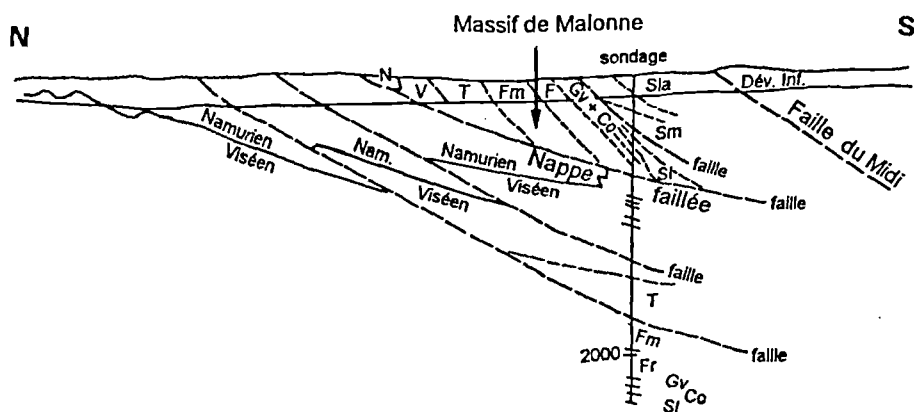 N
S
Massif de Malonne
sondage
N
V
T
Fm
F
Gv + Co
Sla
Dév. Inf.
Sm
Faille du Midi
Namurien
Viséen
Nam.
Viséen
Namurien
Viséen
Nappe
faillée
Sl
faille
faille
faille
T
Fm
faille
2000
Fr
Gv
Co
Sl